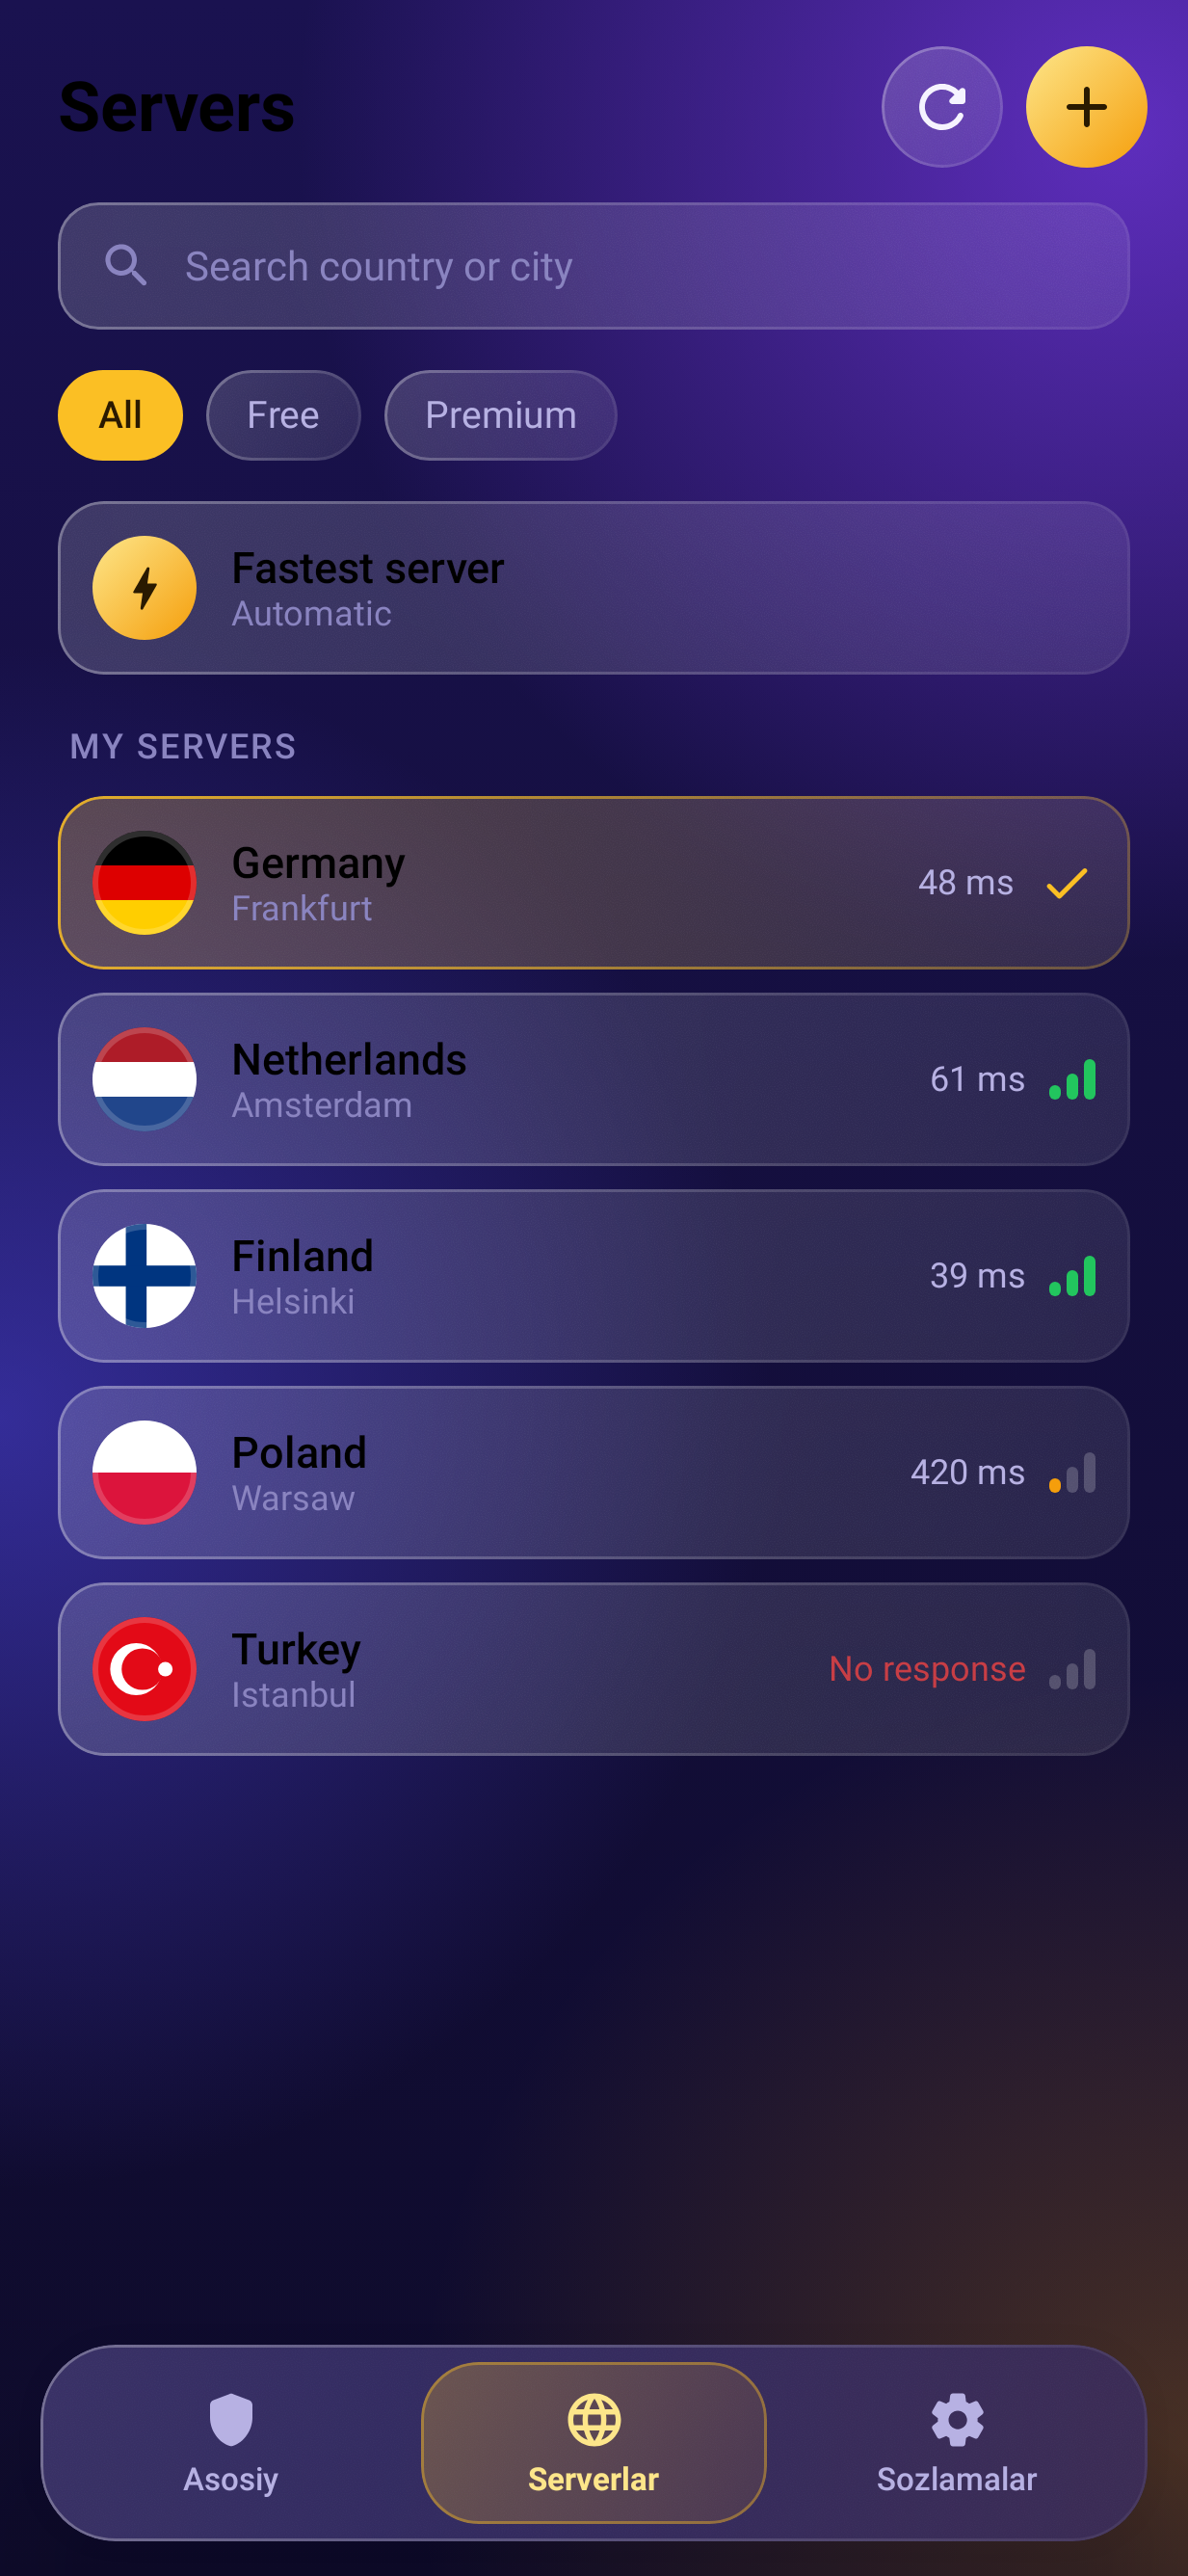 Servers
Search country or city
All
Free
Premium
Fastest server
Automatic
MY SERVERS
Germany
Frankfurt
48 ms
Netherlands
Amsterdam
61 ms
Finland
Helsinki
39 ms
Poland
Warsaw
420 ms
Turkey
Istanbul
No response
Asosiy
Serverlar
Sozlamalar